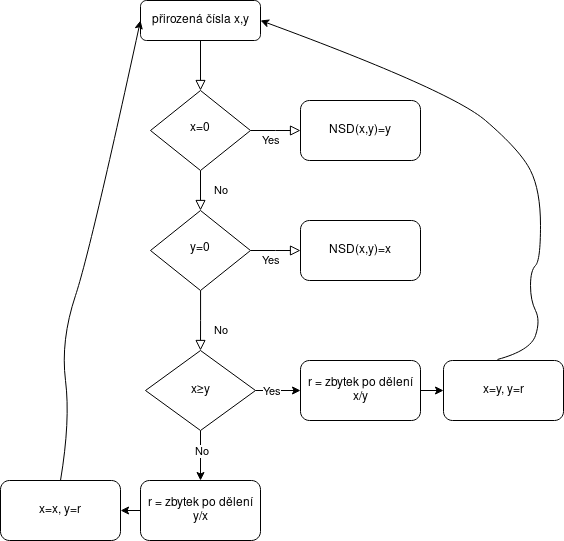 přirozená čísla x,y
x=0
Yes
NSD(x,y)=y
No
y=0
Yes
NSD(x,y)=x
No
x≥y
Yes
r = zbytek po dělení
x/y
x=y, y=r
No
r = zbytek po dělení
y/x
x=x, y=r